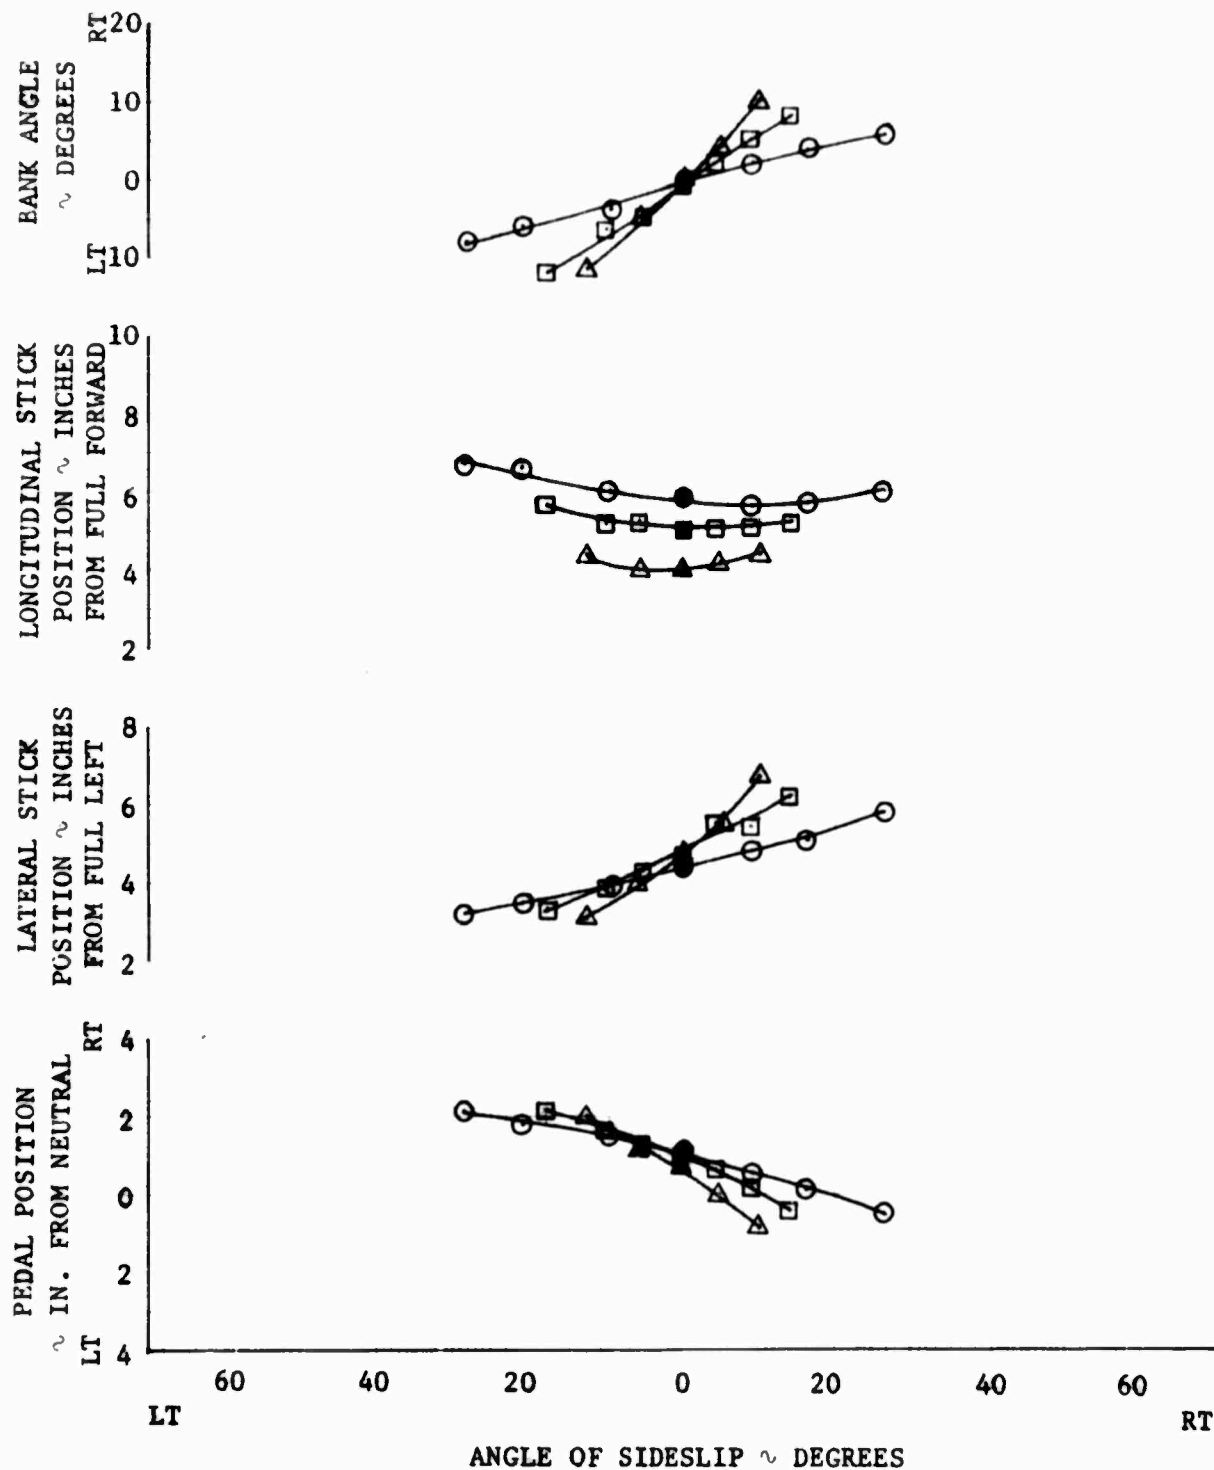 BANK ANGLE
~ DEGREES
RT
20
10
0
10
LT
LONGITUDINAL STICK
POSITION ~ INCHES
FROM FULL FORWARD
10
8
6
4
2
LATERAL STICK
POSITION ~ INCHES
FROM FULL LEFT
8
6
4
2
PEDAL POSITION
~ IN. FROM NEUTRAL
RT
4
2
0
2
4
LT
60 40 20 0 20 40 60
LT RT
ANGLE OF SIDESLIP ~ DEGREES